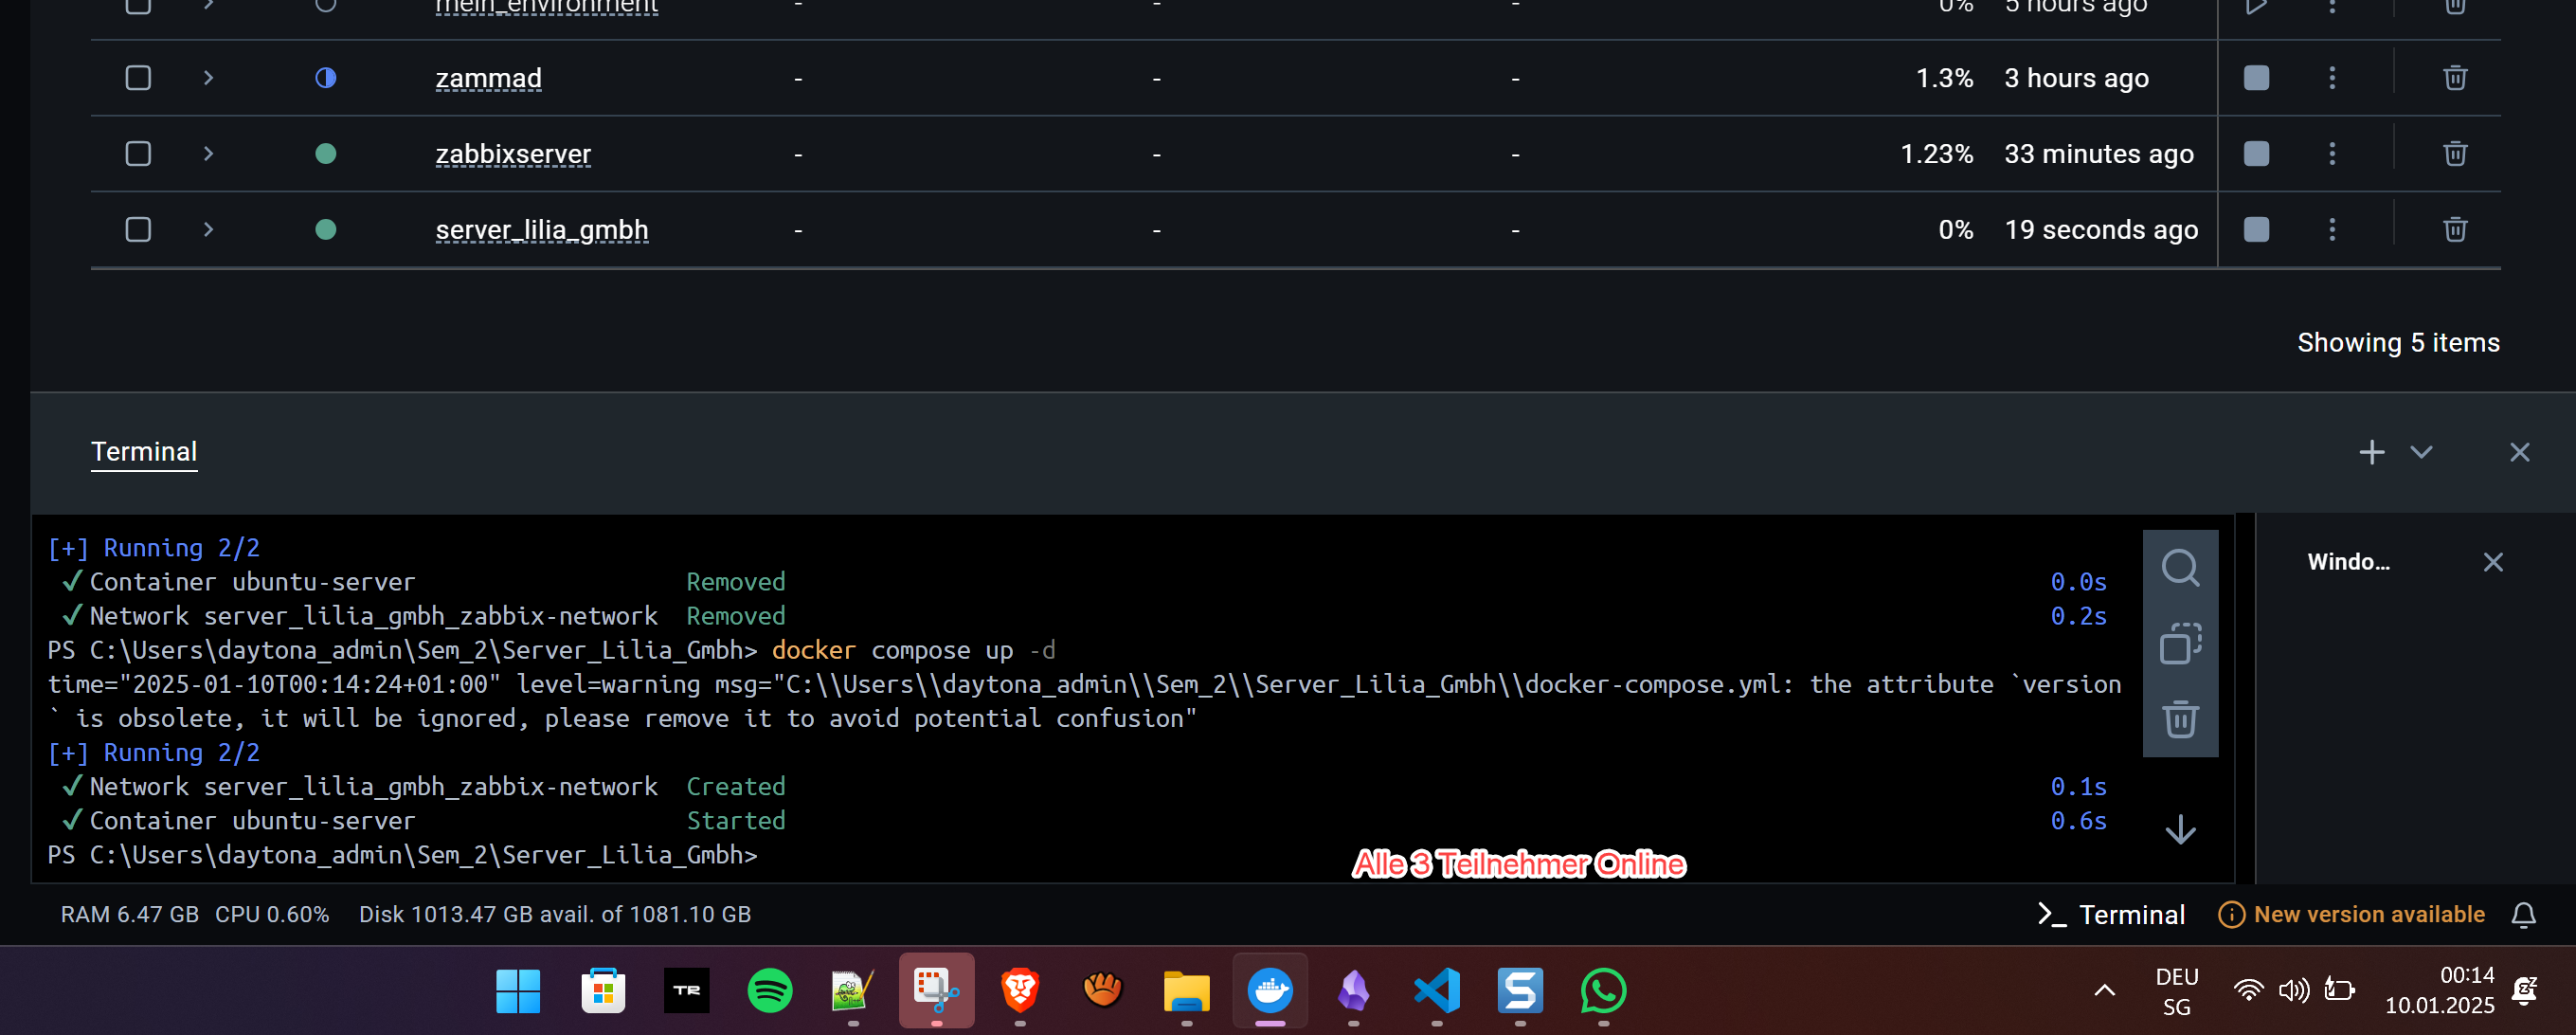 mein_environment - - - 0% 5 hours ago
zammad - - - 1.3% 3 hours ago
zabbixserver - - - 1.23% 33 minutes ago
server_lilia_gmbh - - - 0% 19 seconds ago
Showing 5 items
Terminal
[+] Running 2/2
✓Container ubuntu-server Removed 0.0s
✓Network server_lilia_gmbh_zabbix-network Removed 0.2s
PS C:\Users\daytona_admin\Sem_2\Server_Lilia_Gmbh> docker compose up -d
time="2025-01-10T00:14:24+01:00" level=warning msg="C:\\Users\\daytona_admin\\Sem_2\\Server_Lilia_Gmbh\\docker-compose.yml: the attribute `version
` is obsolete, it will be ignored, please remove it to avoid potential confusion"
[+] Running 2/2
✓Network server_lilia_gmbh_zabbix-network Created 0.1s
✓Container ubuntu-server Started 0.6s
PS C:\Users\daytona_admin\Sem_2\Server_Lilia_Gmbh>
Windo...
Alle 3 Teilnehmer Online
RAM 6.47 GB CPU 0.60% Disk 1013.47 GB avail. of 1081.10 GB
Terminal
New version available
TR
DEU
SG
00:14
10.01.2025